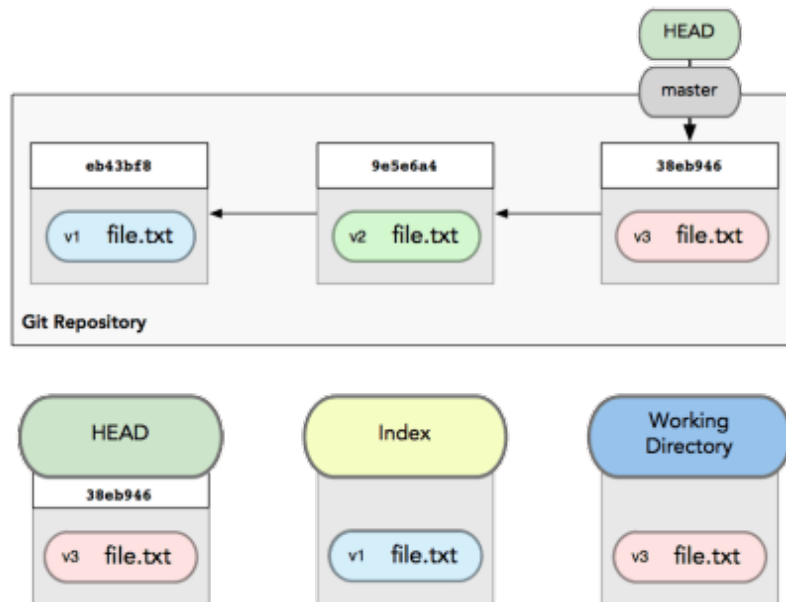 HEAD
master
eb43bf8
9e5e6a4
38eb946
v1 file.txt
v2 file.txt
v3 file.txt
Git Repository
HEAD
Index
Working
Directory
38eb946
v3 file.txt
v1 file.txt
v3 file.txt